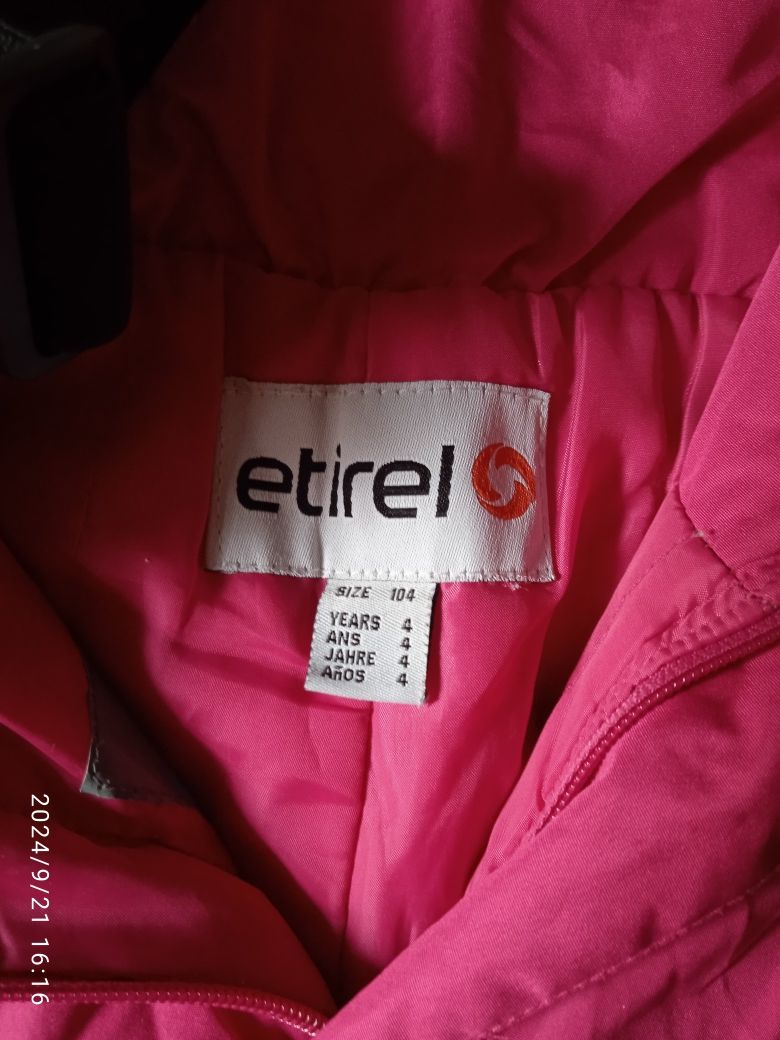 etirel
SIZE 104
YEARS 4
ANS 4
JAHRE 4
AñOS 4
2024/9/21 16:16